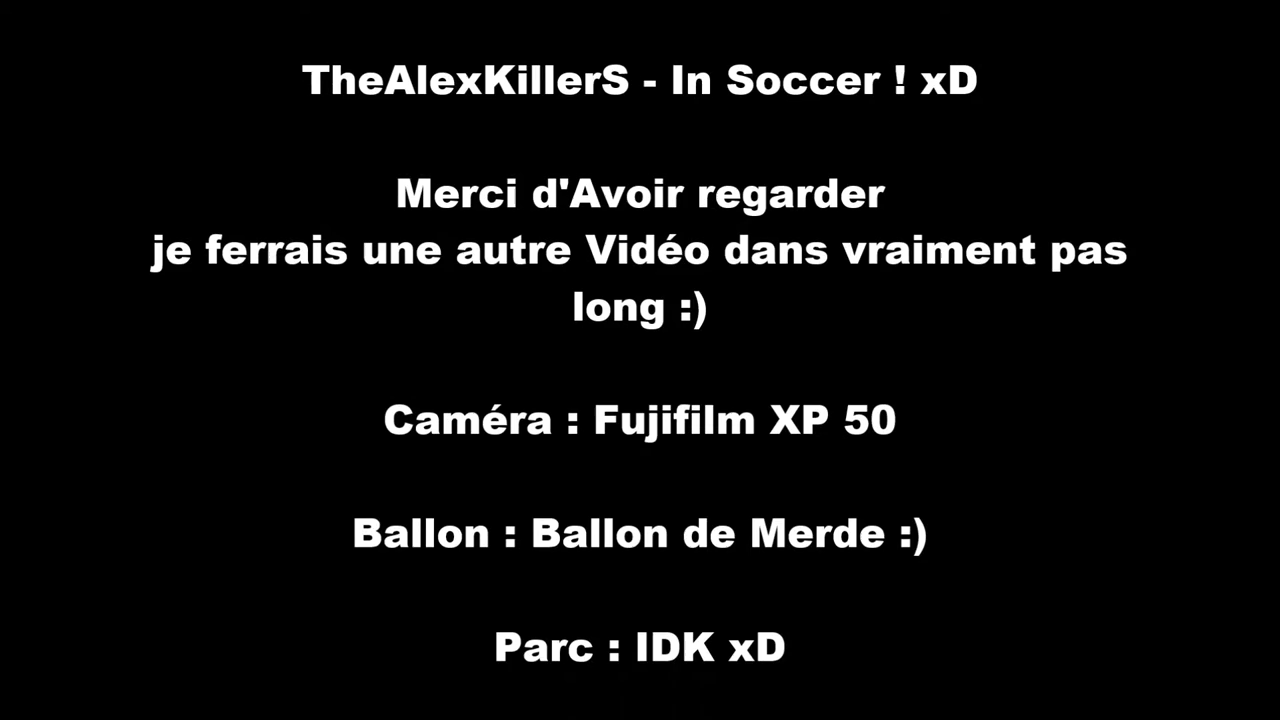 TheAlexKillerS - In Soccer ! xD
Merci d'Avoir regarder
je ferrais une autre Vidéo dans vraiment pas
long :)
Caméra : Fujifilm XP 50
Ballon : Ballon de Merde :)
Parc : IDK xD